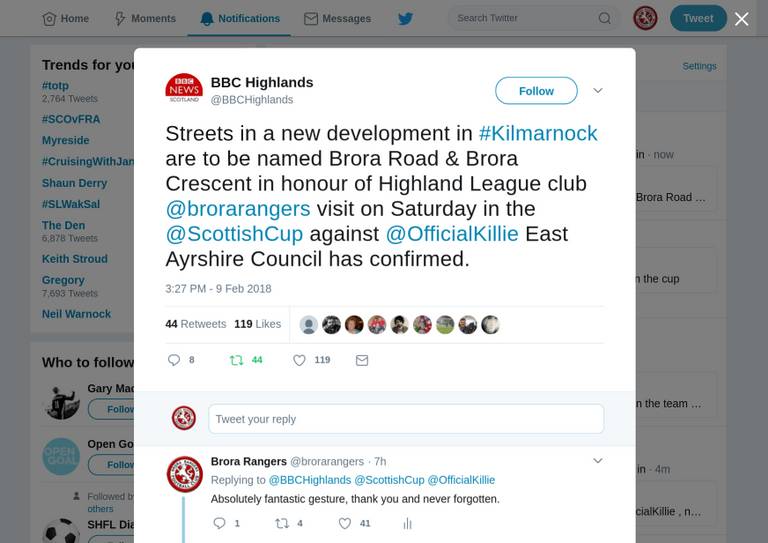 Home
Moments
Notifications
Messages
Search Twitter
Tweet
Trends for you
#totp
2,764 Tweets
#SCOvFRA
Myreside
#CruisingWithJan
Shaun Derry
#SLWakSal
The Den
6,878 Tweets
Keith Stroud
Gregory
7,693 Tweets
Neil Warnock
Who to follow
Gary Mac
Follow
OPEN GOAL
Open Go
Follow
Followed b
others
SHFL Dia
Follow
BBC
NEWS
SCOTLAND
BBC Highlands
@BBCHighlands
Follow
Streets in a new development in #Kilmarnock
are to be named Brora Road & Brora
Crescent in honour of Highland League club
@brorarangers visit on Saturday in the
@ScottishCup against @OfficialKillie East
Ayrshire Council has confirmed.
3:27 PM - 9 Feb 2018
44 Retweets 119 Likes
8 44 119
Tweet your reply
Brora Rangers @brorarangers · 7h
Replying to @BBCHighlands @ScottishCup @OfficialKillie
Absolutely fantastic gesture, thank you and never forgotten.
1 4 41
Settings
in · now
Brora Road ...
n the cup
n the team ...
in · 4m
cialKillie , n...